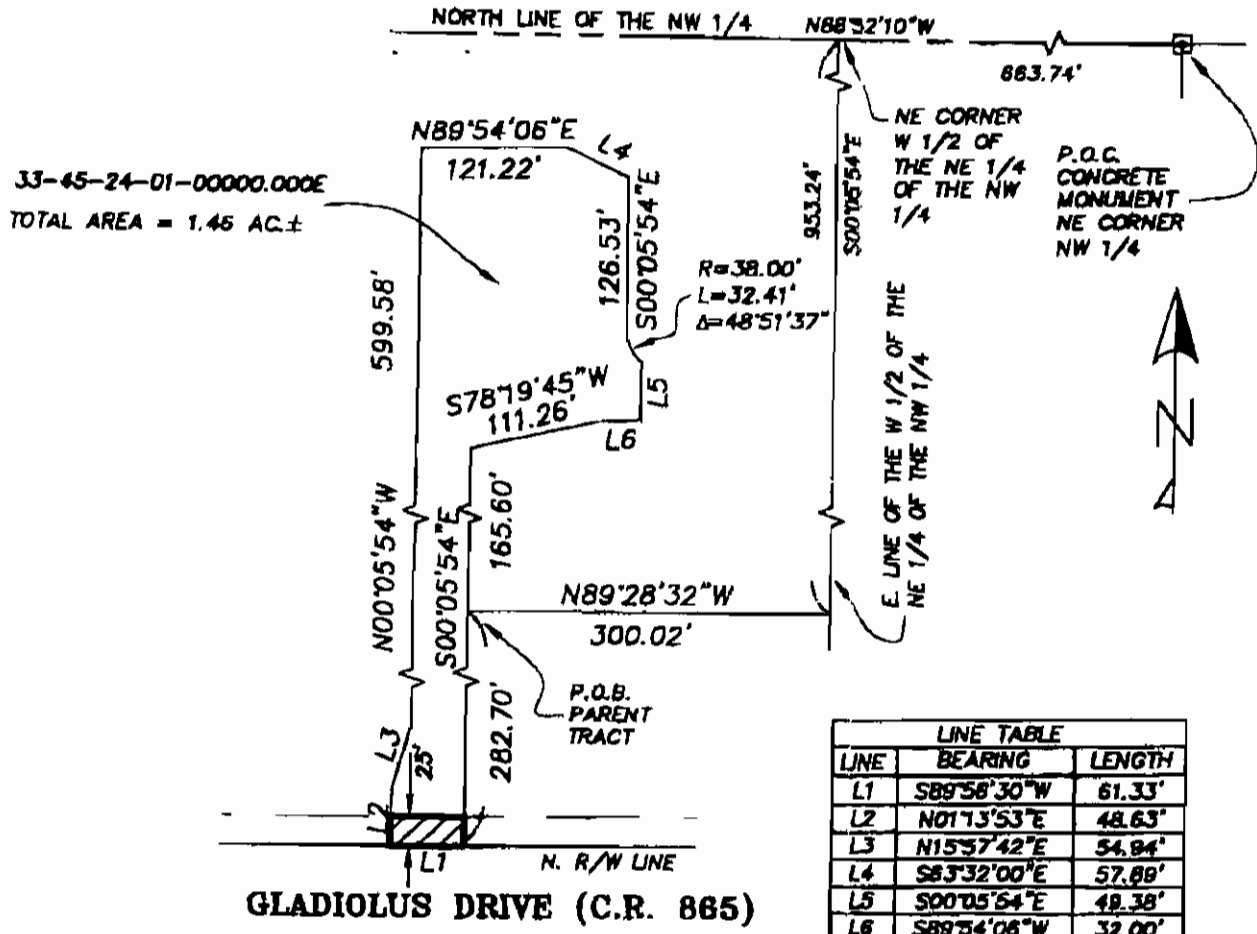 NORTH LINE OF THE NW 1/4
N88°32'10"W
663.74'
NE CORNER
W 1/2 OF
THE NE 1/4
OF THE NW
1/4
P.O.C.
CONCRETE
MONUMENT
NE CORNER
NW 1/4
N89°54'06"E
121.22'
L4
33-45-24-01-00000.000E
TOTAL AREA = 1.46 AC.±
599.58'
126.53'
S00°05'54"E
953.24'
S00°05'54"E
R=38.00'
L=32.41'
Δ=48°51'37"
S78°19'45"W
111.26'
L5
L6
N
N00°05'54"W
S00°05'54"E
165.60'
E. LINE OF THE W 1/2 OF THE
NE 1/4 OF THE NW 1/4
N89°28'32"W
300.02'
P.O.B.
PARENT
TRACT
282.70'
L3
25'
L2
L1
N. R/W LINE
GLADIOLUS DRIVE (C.R. 865)
LINE TABLE
LINE BEARING LENGTH
L1 S89°56'30"W 61.33'
L2 N01°13'53"E 48.63'
L3 N15°57'42"E 54.94'
L4 S63°32'00"E 57.89'
L5 S00°05'54"E 49.38'
L6 S89°54'06"W 32.00'